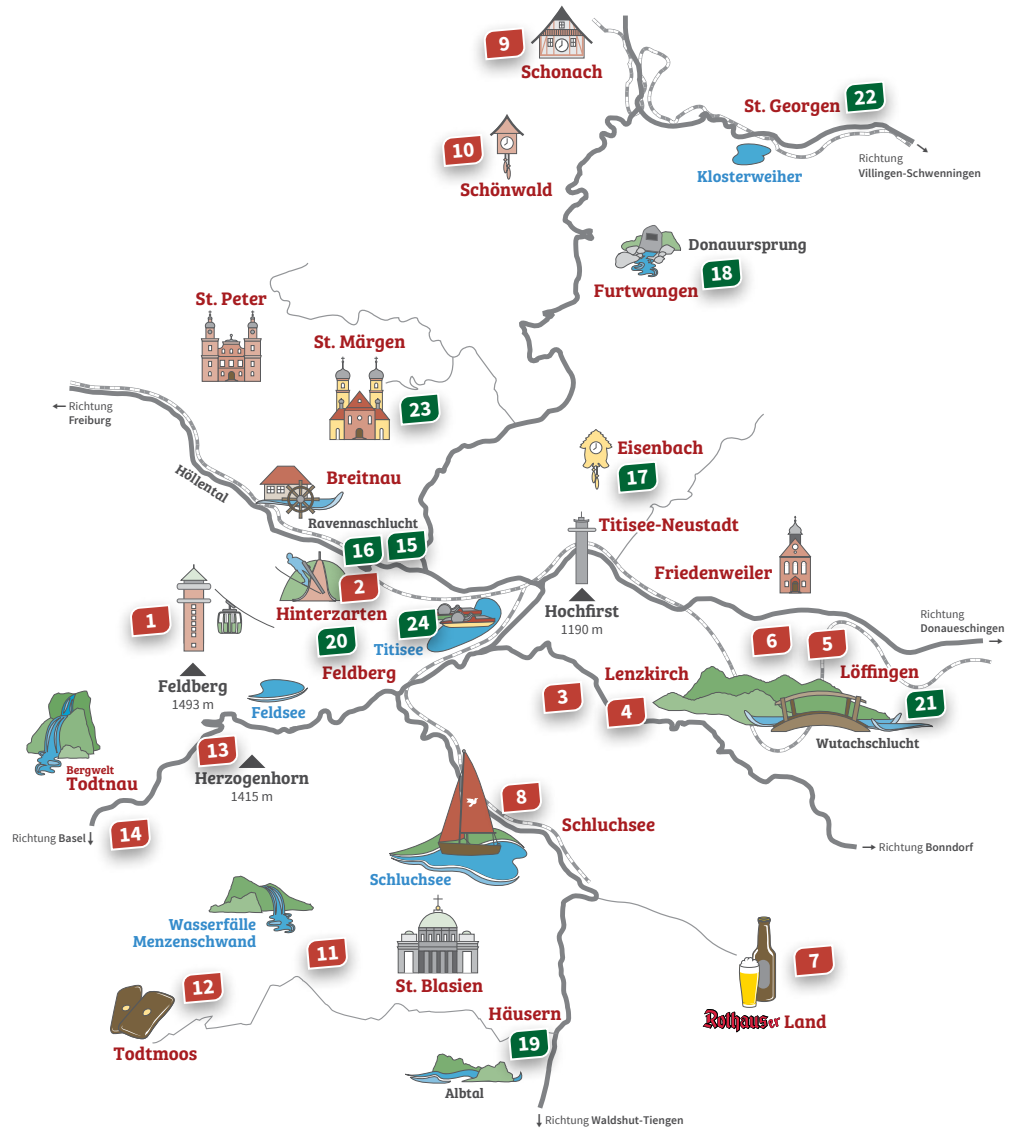 9
Schonach
St. Georgen
22
10
Klosterweiher
Richtung
Villingen-Schwenningen
Schönwald
Donauursprung
18
Furtwangen
St. Peter
St. Märgen
23
← Richtung
Freiburg
Höllental
Breitnau
Eisenbach
17
Ravennaschlucht
16
15
Titisee-Neustadt
2
Friedenweiler
Hinterzarten
1
Hochfirst
1190 m
24
Titisee
20
Richtung
Donaueschingen →
6
5
Feldberg
Lenzkirch
Löffingen
Feldberg
1493 m
Feldsee
3
4
21
Wutachschlucht
13
Bergwelt
Todtnau
Herzogenhorn
1415 m
8
Schluchsee
Richtung Basel ↓
14
→ Richtung Bonndorf
Schluchsee
Wasserfälle
Menzenschwand
11
7
St. Blasien
12
Rothauser Land
Häusern
19
Todtmoos
Albtal
↓ Richtung Waldshut-Tiengen